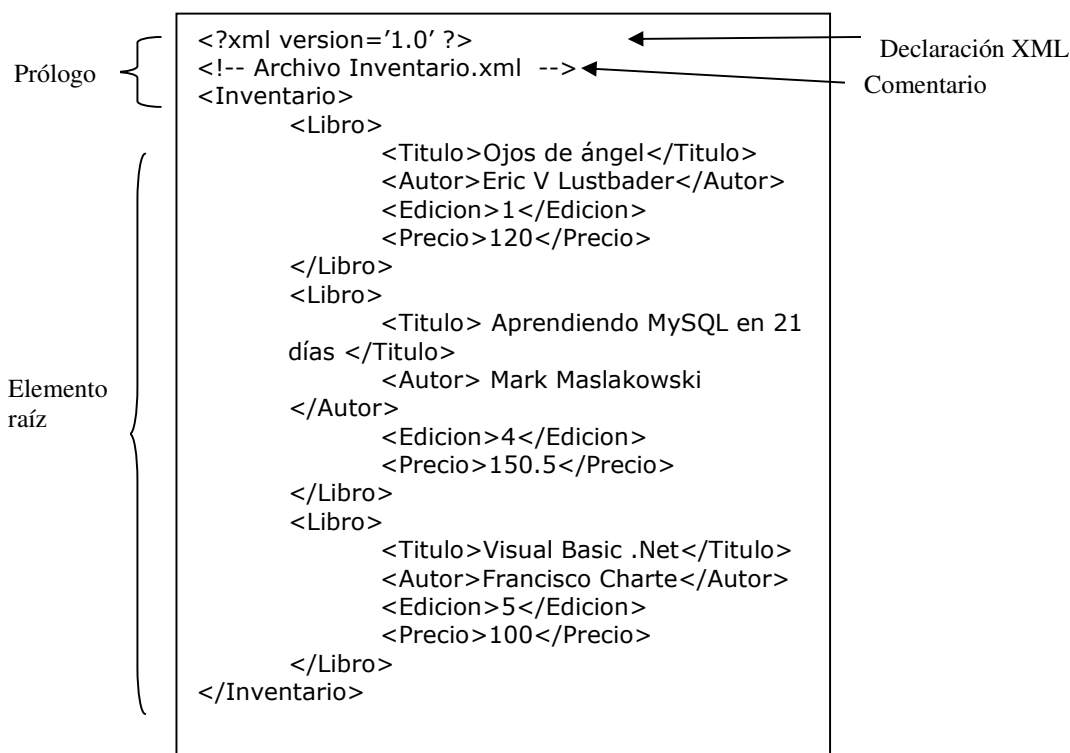 Prólogo
Elemento
raíz
<?xml version=’1.0’ ?>
<!-- Archivo Inventario.xml  -->
<Inventario>
<Libro>
<Titulo>Ojos de ángel</Titulo>
<Autor>Eric V Lustbader</Autor>
<Edicion>1</Edicion>
<Precio>120</Precio>
</Libro>
<Libro>
<Titulo> Aprendiendo MySQL en 21
días </Titulo>
<Autor> Mark Maslakowski
</Autor>
<Edicion>4</Edicion>
<Precio>150.5</Precio>
</Libro>
<Libro>
<Titulo>Visual Basic .Net</Titulo>
<Autor>Francisco Charte</Autor>
<Edicion>5</Edicion>
<Precio>100</Precio>
</Libro>
</Inventario>
Declaración XML
Comentario